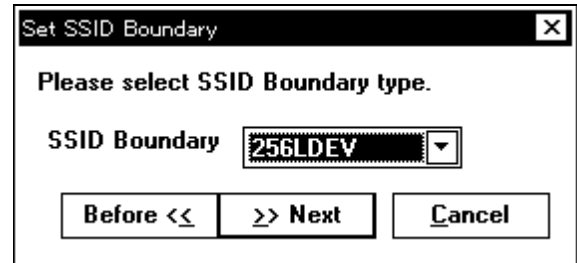 Set SSID Boundary
Please select SSID Boundary type.
SSID Boundary 256LDEV
Before << >> Next Cancel